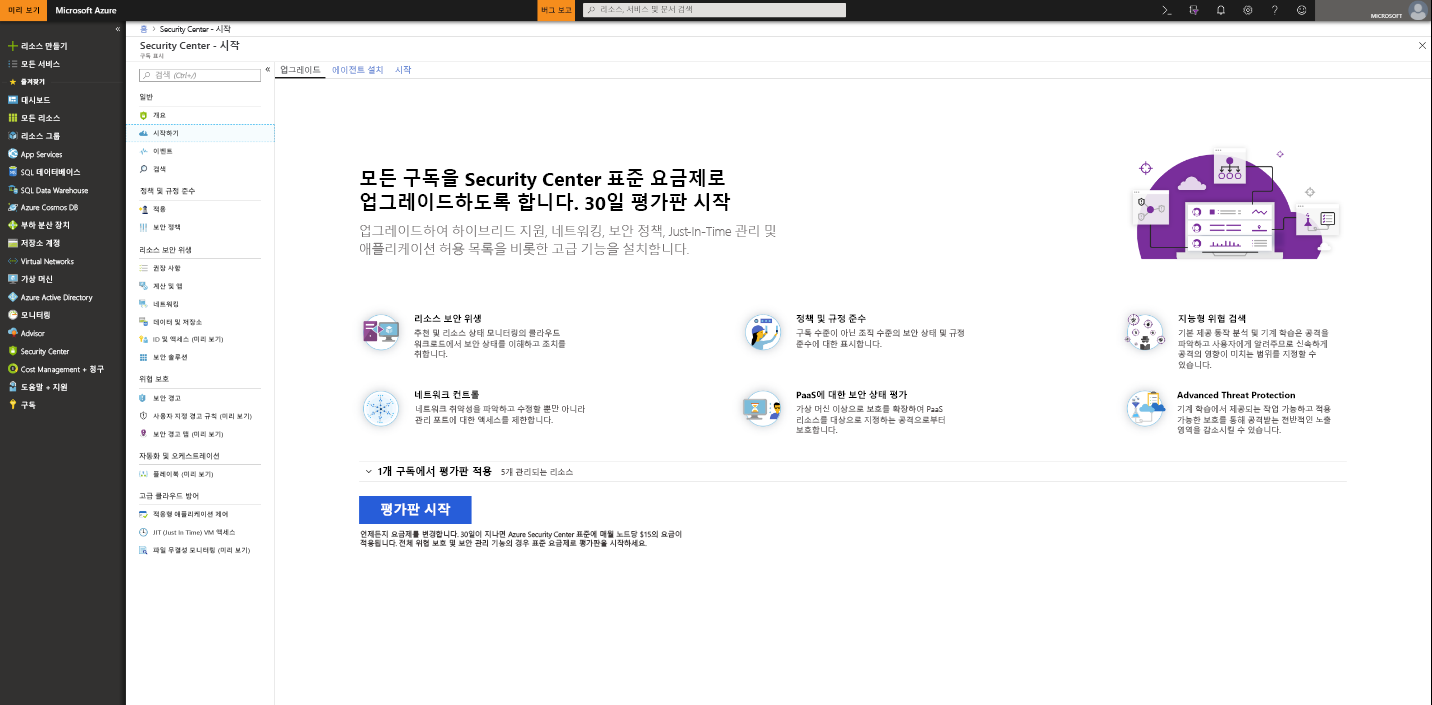 미리 보기
Microsoft Azure
버그 보고
리소스, 서비스 및 문서 검색
MICROSOFT
리소스 만들기
모든 서비스
즐겨찾기
대시보드
모든 리소스
리소스 그룹
App Services
SQL 데이터베이스
SQL Data Warehouse
Azure Cosmos DB
부하 분산 장치
저장소 계정
Virtual Networks
가상 머신
Azure Active Directory
모니터링
Advisor
Security Center
Cost Management + 청구
도움말 + 지원
구독
홈 > Security Center - 시작
Security Center - 시작
구독 표시
검색 (Ctrl+/)
일반
개요
시작하기
이벤트
검색
정책 및 규정 준수
적용
보안 정책
리소스 보안 위생
권장 사항
계산 및 앱
네트워킹
데이터 및 저장소
ID 및 액세스 (미리 보기)
보안 솔루션
위협 보호
보안 경고
사용자 지정 경고 규칙 (미리 보기)
보안 경고 맵 (미리 보기)
자동화 및 오케스트레이션
플레이북 (미리 보기)
고급 클라우드 방어
적응형 애플리케이션 제어
JIT (Just In Time) VM 액세스
파일 무결성 모니터링 (미리 보기)
업그레이드 에이전트 설치 시작
모든 구독을 Security Center 표준 요금제로
업그레이드하도록 합니다. 30일 평가판 시작
업그레이드하여 하이브리드 지원, 네트워킹, 보안 정책, Just-In-Time 관리 및
애플리케이션 허용 목록을 비롯한 고급 기능을 설치합니다.
리소스 보안 위생
추천 및 리소스 상태 모니터링의 클라우드
워크로드에서 보안 상태를 이해하고 조치를
취합니다.
정책 및 규정 준수
구독 수준이 아닌 조직 수준의 보안 상태 및 규정
준수에 대한 표시합니다.
지능형 위협 검색
기본 제공 동작 분석 및 기계 학습은 공격을
파악하고 사용자에게 알려주므로 신속하게
공격의 영향이 미치는 범위를 지정할 수
있습니다.
네트워크 컨트롤
네트워크 취약성을 파악하고 수정할 뿐만 아니라
관리 포트에 대한 액세스를 제한합니다.
PaaS에 대한 보안 상태 평가
가상 머신 이상으로 보호를 확장하여 PaaS
리소스를 대상으로 지정하는 공격으로부터
보호합니다.
Advanced Threat Protection
기계 학습에서 제공되는 작업 가능하고 적용
가능한 보호를 통해 공격받는 전반적인 노출
영역을 감소시킬 수 있습니다.
1개 구독에서 평가판 적용 5개 관리되는 리소스
평가판 시작
언제든지 요금제를 변경합니다. 30일이 지나면 Azure Security Center 표준에 매월 노드당 $15의 요금이
적용됩니다. 전체 위협 보호 및 보안 관리 기능의 경우 표준 요금제로 평가판을 시작하세요.